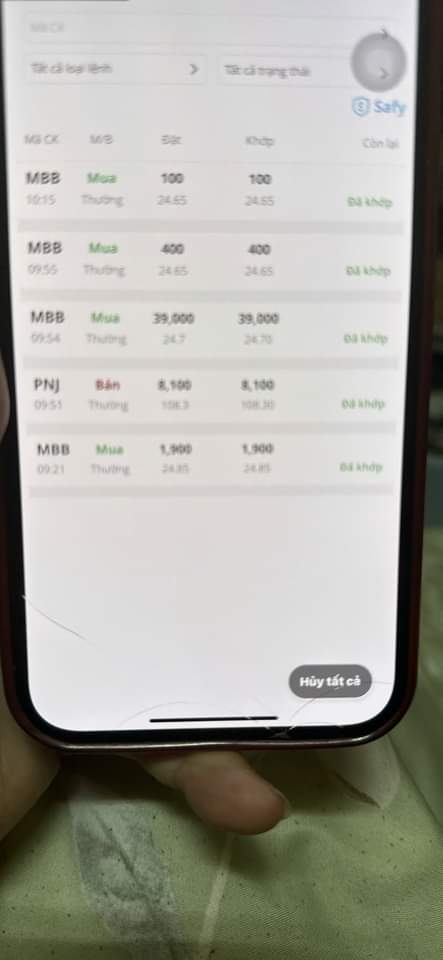 Mã CK
Tất cả loại lệnh Tất cả trạng thái
Safy
Mã CK M/B Đặt Khớp Còn lại
MBB Mua 100 100
10:15 Thường 24.65 24.65 Đã khớp
MBB Mua 400 400
09:55 Thường 24.65 24.65 Đã khớp
MBB Mua 39,000 39,000
09:54 Thường 24.7 24.70 Đã khớp
PNJ Bán 8,100 8,100
09:51 Thường 108.3 108.30 Đã khớp
MBB Mua 1,900 1,900
09:21 Thường 24.85 24.85 Đã khớp
Hủy tất cả